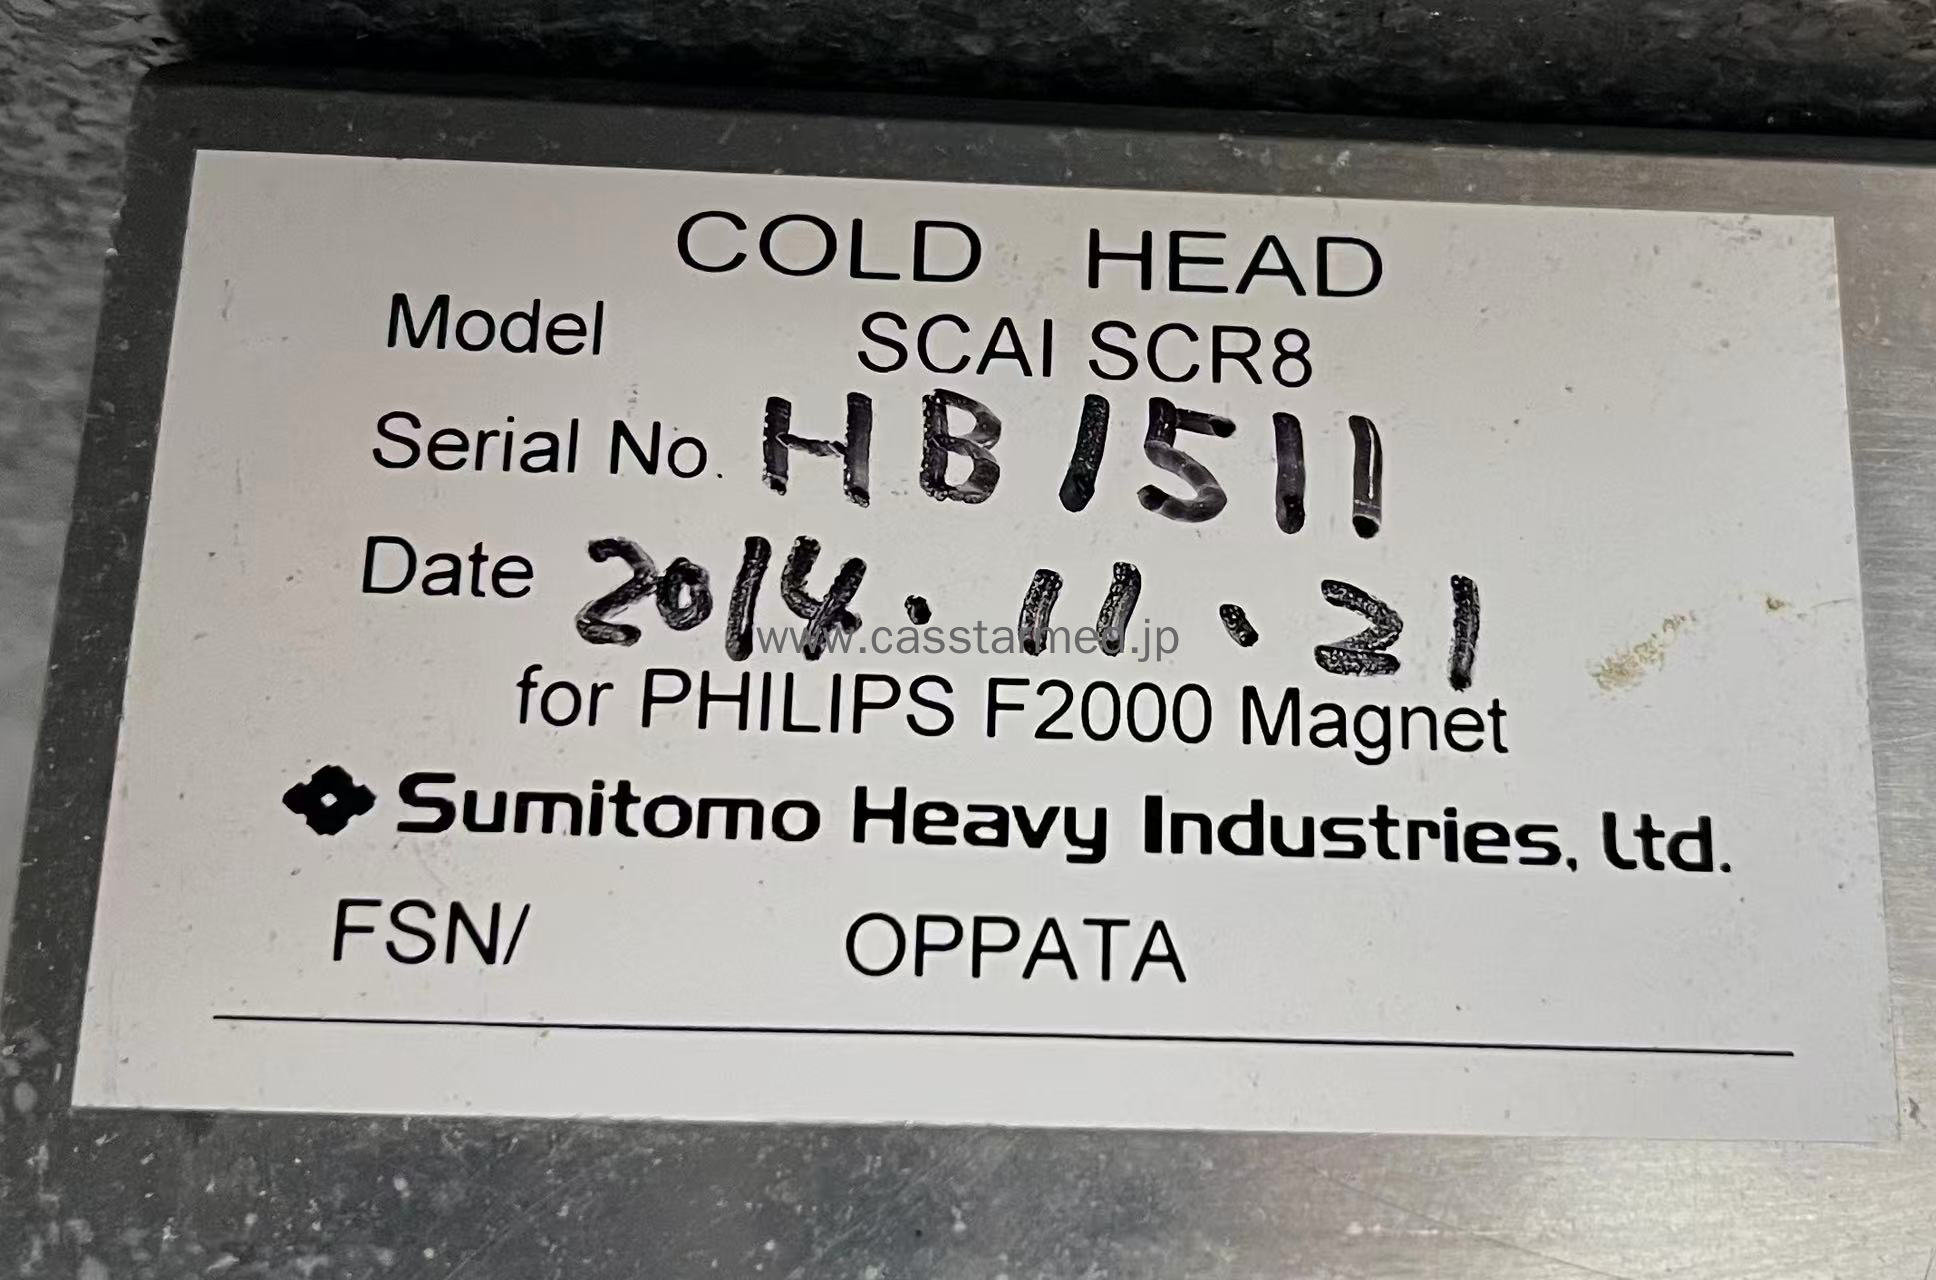 COLD HEAD
Model SCAI SCR8
Serial No. HB1511
Date 2014.11.21
www.casstarmed.jp
for PHILIPS F2000 Magnet
Sumitomo Heavy Industries, Ltd.
FSN/ OPPATA